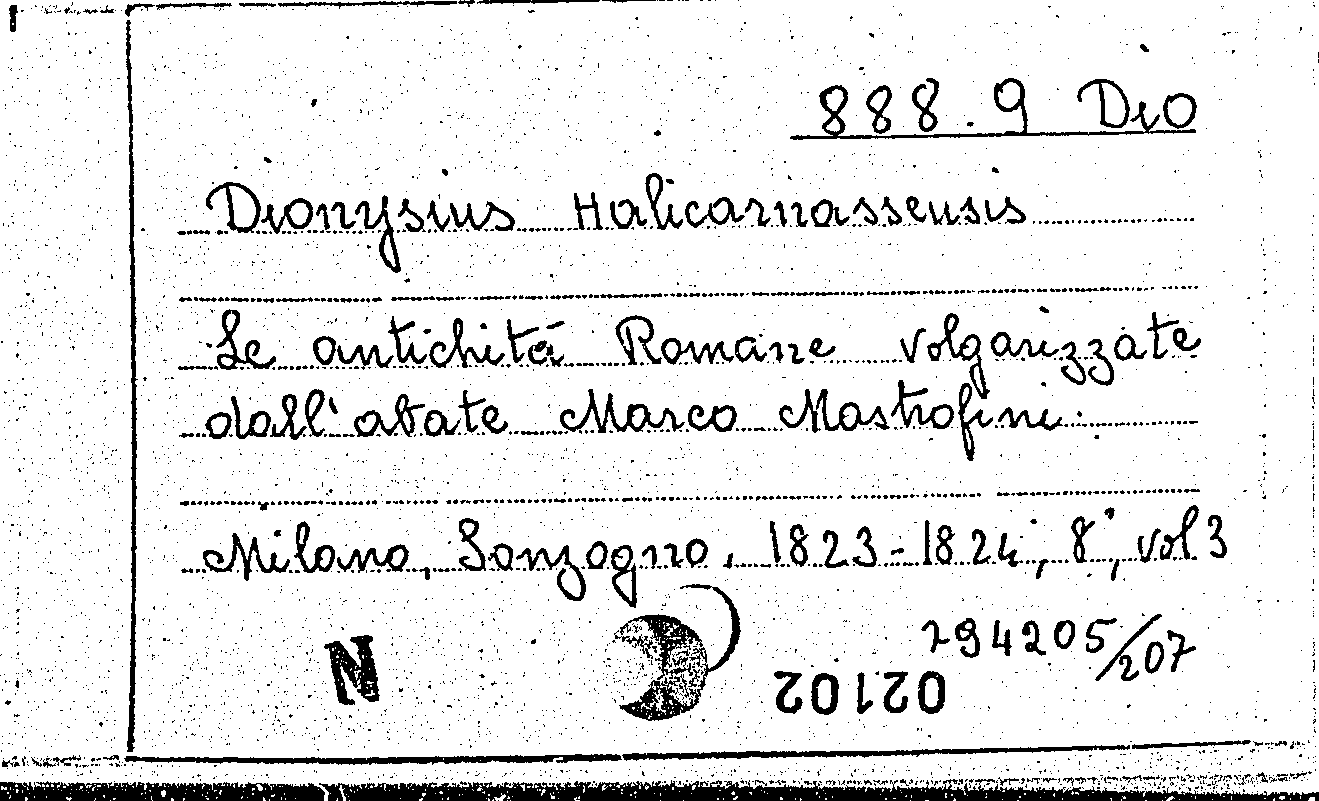 888.9 Dio
Dionysius Halicarnassensis
Le antichità Romane volgarizzate
dall'abate Marco Mastrofini.
Milano, Sonzogno, 1823-1824, 8°, vol 3
294205/207
N
02102